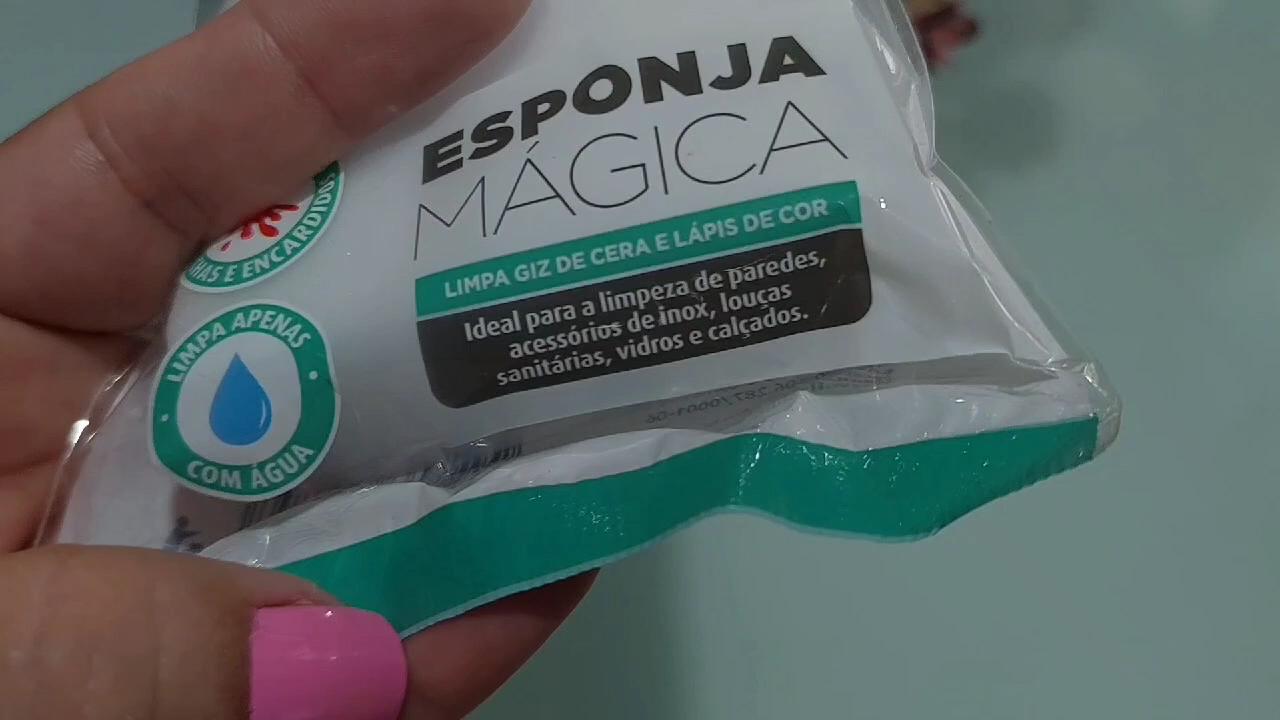 ESPONJA
MÁGICA
LIMPA GIZ DE CERA E LÁPIS DE COR
Ideal para a limpeza de paredes,
acessórios de inox, louças
sanitárias, vidros e calçados.
E ENCARDIDOS
LIMPA APENAS
COM ÁGUA